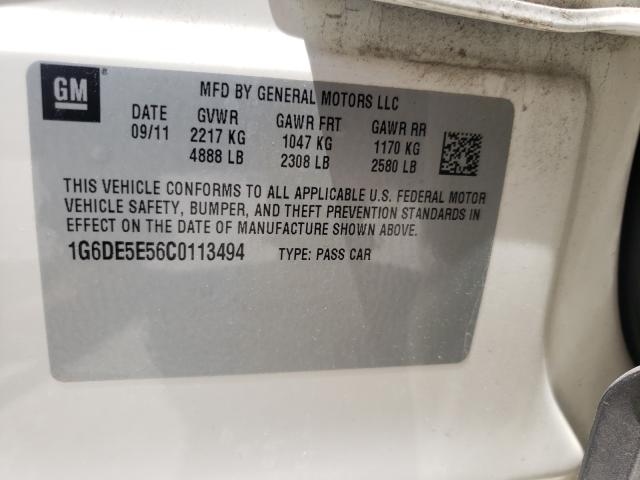 GM ®
MFD BY GENERAL MOTORS LLC
DATE GVWR GAWR FRT GAWR RR
09/11 2217 KG 1047 KG 1170 KG
4888 LB 2308 LB 2580 LB
THIS VEHICLE CONFORMS TO ALL APPLICABLE U.S. FEDERAL MOTOR
VEHICLE SAFETY, BUMPER, AND THEFT PREVENTION STANDARDS IN
EFFECT ON THE DATE OF MANUFACTURE SHOWN ABOVE.
1G6DE5E56C0113494 TYPE: PASS CAR